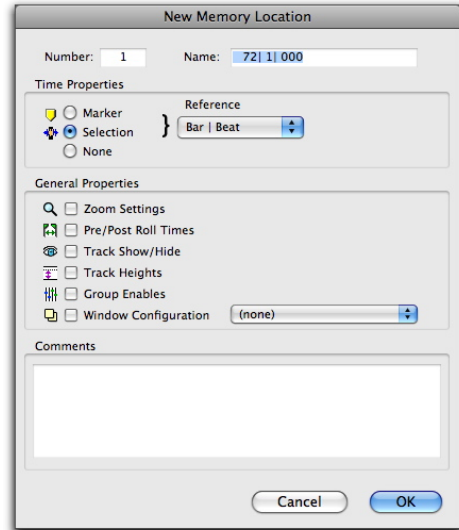 New Memory Location
Number: 1 Name: 72| 1| 000
Time Properties
Reference
Marker
Selection
None
Bar | Beat
General Properties
Zoom Settings
Pre/Post Roll Times
Track Show/Hide
Track Heights
Group Enables
Window Configuration (none)
Comments
Cancel OK